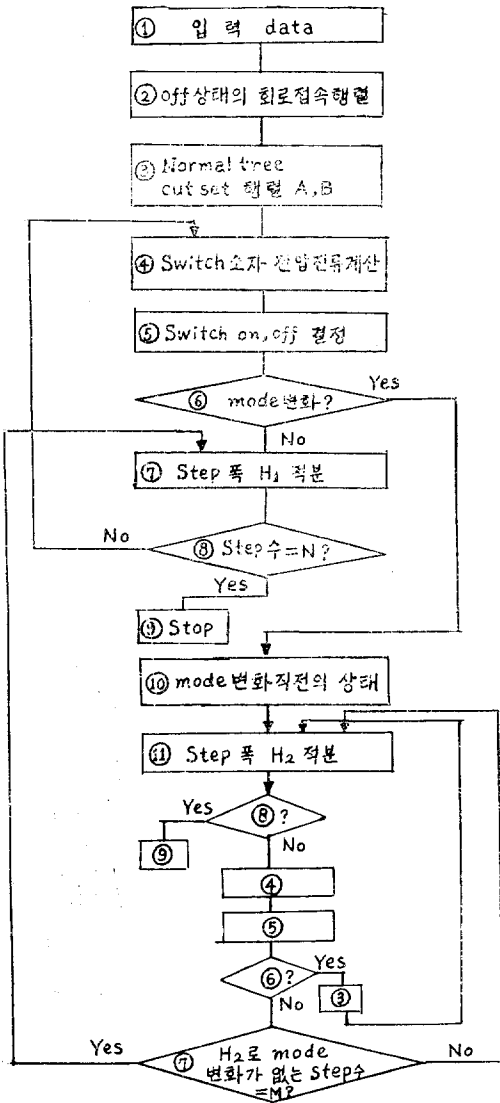 ① 입력 data
② off상태의 회로접속행렬
③ Normal tree
cut set 행렬 A,B
④ Switch소자 전압전류계산
⑤ Switch on, off 결정
Yes
⑥ mode변화?
No
⑦ Step 폭 H₁ 적분
No
⑧ Step수=N?
Yes
⑨ Stop
⑩ mode변화직전의 상태
⑪ Step 폭 H₂ 적분
Yes
⑧?
No
⑨
④
⑤
⑥?
Yes
③
No
Yes
⑦ H₂로 mode
변화가 없는 Step수
=M?
No